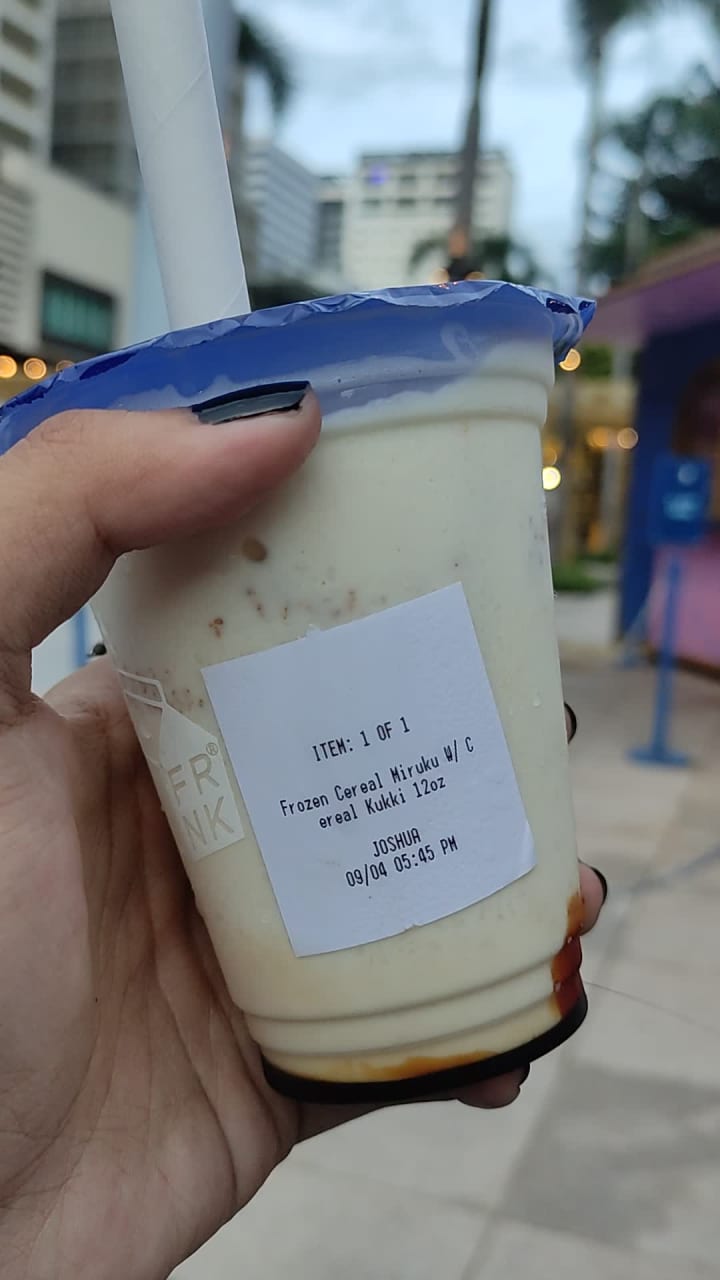 ITEM: 1 OF 1
Frozen Cereal Miruku W/ C
ereal Kukki 12oz
JOSHUA
09/04 05:45 PM
FR®
NK